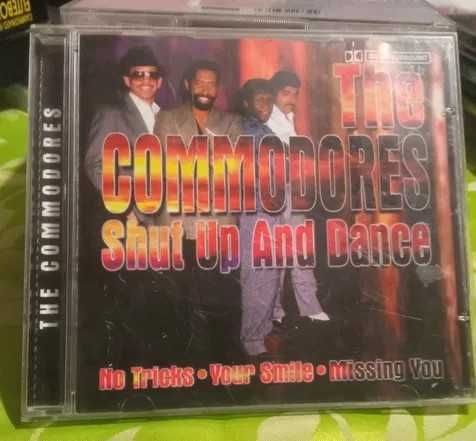 The
COMMODORES
Shut Up And Dance
No Tricks • Your Smile • Missing You
THE COMMODORES